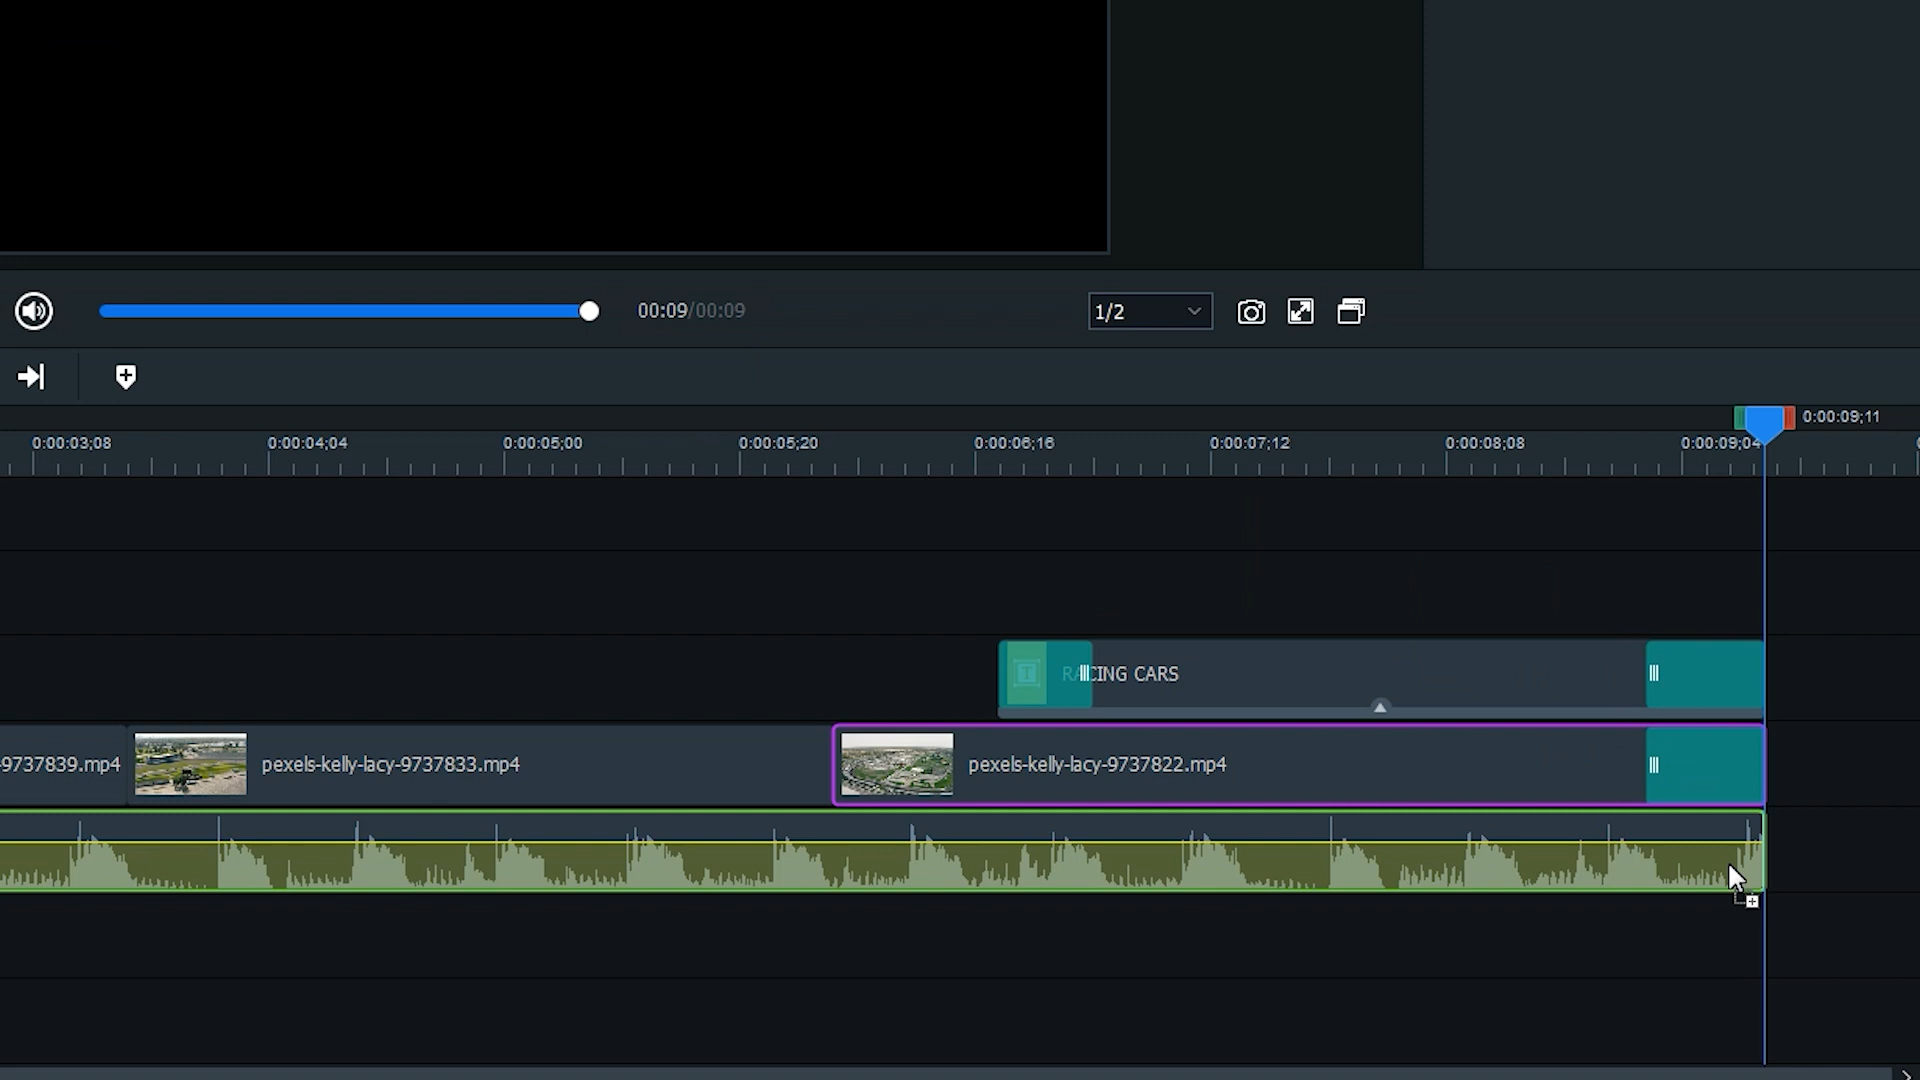 00:09/00:09
1/2
0:00:09;11
0:00:03;08
0:00:04;04
0:00:05;00
0:00:05;20
0:00:06;16
0:00:07;12
0:00:08;08
0:00:09;04
T
RACING CARS
-9737839.mp4
pexels-kelly-lacy-9737833.mp4
pexels-kelly-lacy-9737822.mp4